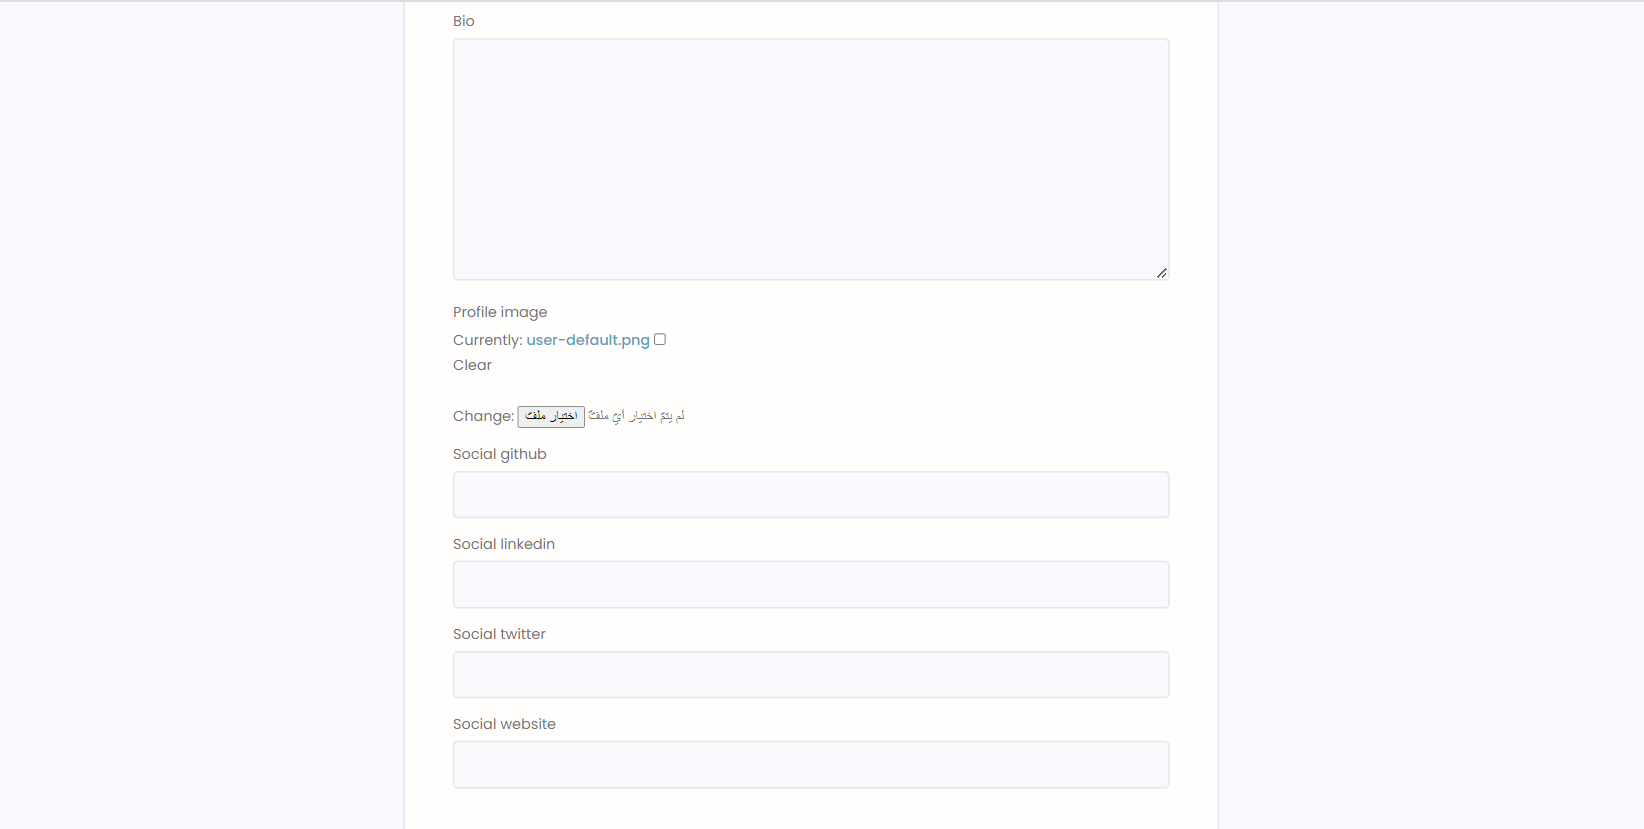 Bio
Profile image
Currently: user-default.png
Clear
Change: اختيار ملفّ لم يتمّ اختيار أيّ ملفّ
Social github
Social linkedin
Social twitter
Social website